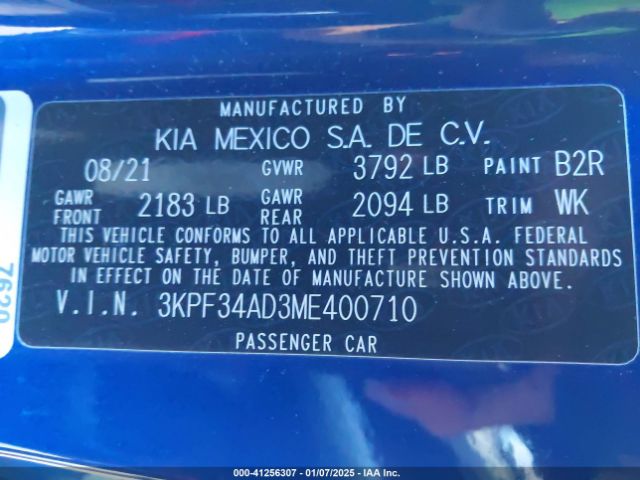 MANUFACTURED BY
KIA MEXICO S.A. DE C.V.
08/21 GVWR 3792 LB PAINT B2R
GAWR FRONT 2183 LB GAWR REAR 2094 LB TRIM WK
THIS VEHICLE CONFORMS TO ALL APPLICABLE U.S.A. FEDERAL
MOTOR VEHICLE SAFETY, BUMPER, AND THEFT PREVENTION STANDARDS
IN EFFECT ON THE DATE OF MANUFACTURE SHOWN ABOVE.
V.I.N. 3KPF34AD3ME400710
PASSENGER CAR
000-41256307 - 01/07/2025 - IAA Inc.